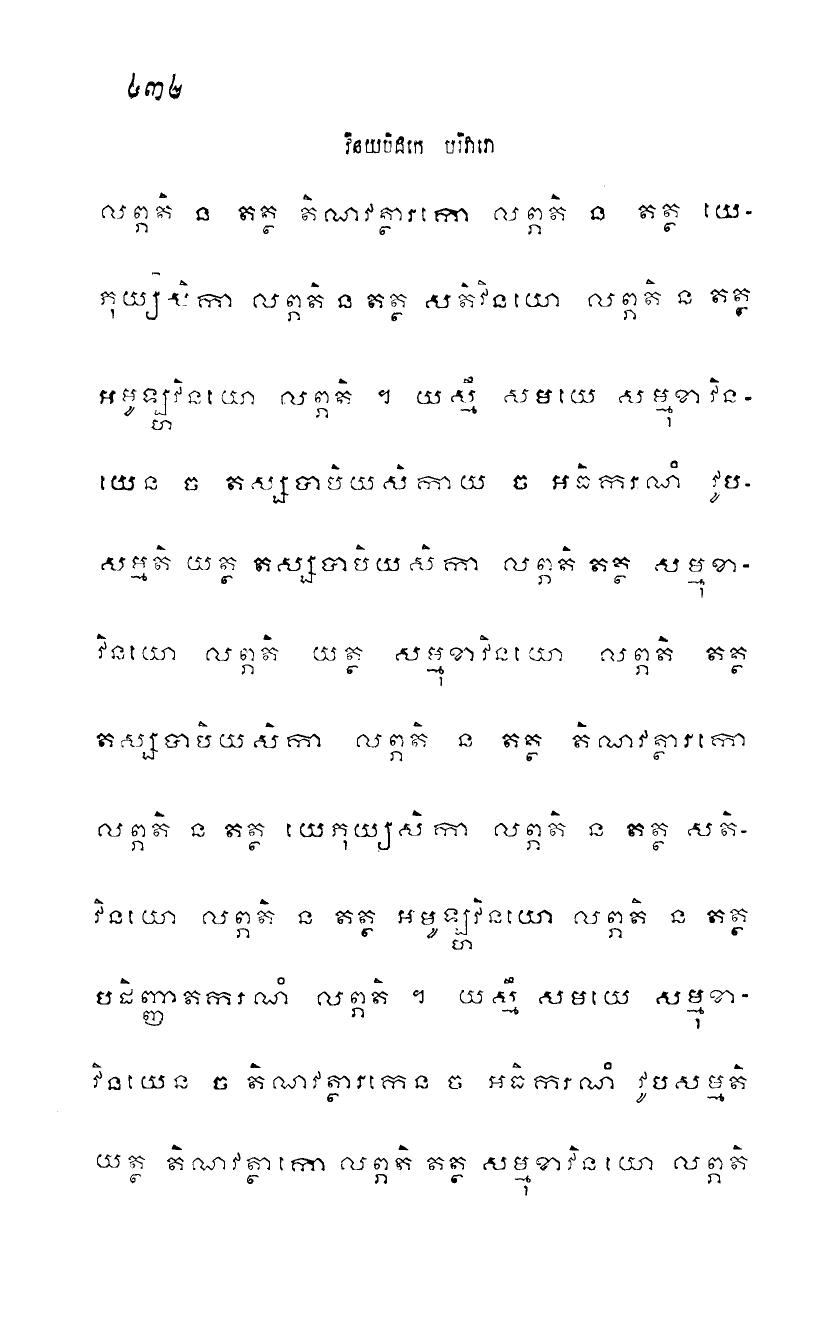 ៤៣៤
វិនយបិដកេ បរិវារោ
លព្ភតិ ន តត្ថ តិណវត្ថារកោ លព្ភតិ ន តត្ថ យេ-
ភុយ្យសិកា លព្ភតិ ន តត្ថ សតិវិនយោ លព្ភតិ ន តត្ថ
អមូឡ្ហវិនយោ លព្ភតិ ។ យស្មឹ សមយេ សម្មុខាវិន-
យេន ច តស្សបាបិយសិកាយ ច អធិករណំ វូប-
សម្មតិ យត្ថ តស្សបាបិយសិកា លព្ភតិ តត្ថ សម្មុខា-
វិនយោ លព្ភតិ យត្ថ សម្មុខាវិនយោ លព្ភតិ តត្ថ
តស្សបាបិយសិកា លព្ភតិ ន តត្ថ តិណវត្ថារកោ
លព្ភតិ ន តត្ថ យេភុយ្យសិកា លព្ភតិ ន តត្ថ សតិ-
វិនយោ លព្ភតិ ន តត្ថ អមូឡ្ហវិនយោ លព្ភតិ ន តត្ថ
បដិញ្ញាតករណំ លព្ភតិ ។ យស្មឹ សមយេ សម្មុខា-
វិនយេន ច តិណវត្ថារកេន ច អធិករណំ វូបសម្មតិ
យត្ថ តិណវត្ថាកោ លព្ភតិ តត្ថ សម្មុខាវិនយោ លព្ភតិ